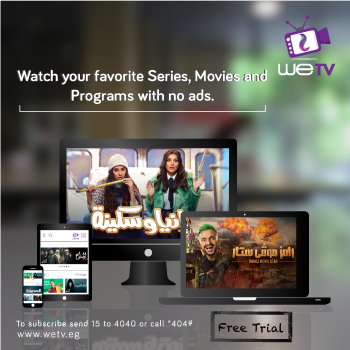 we TV
Watch your favorite Series, Movies and
Programs with no ads.
دنيا وسكينة
رامز موفي ستار
RAMEZ MOVIE STAR
To subscribe send 15 to 4040 or call *404#
www.wetv.eg
Free Trial